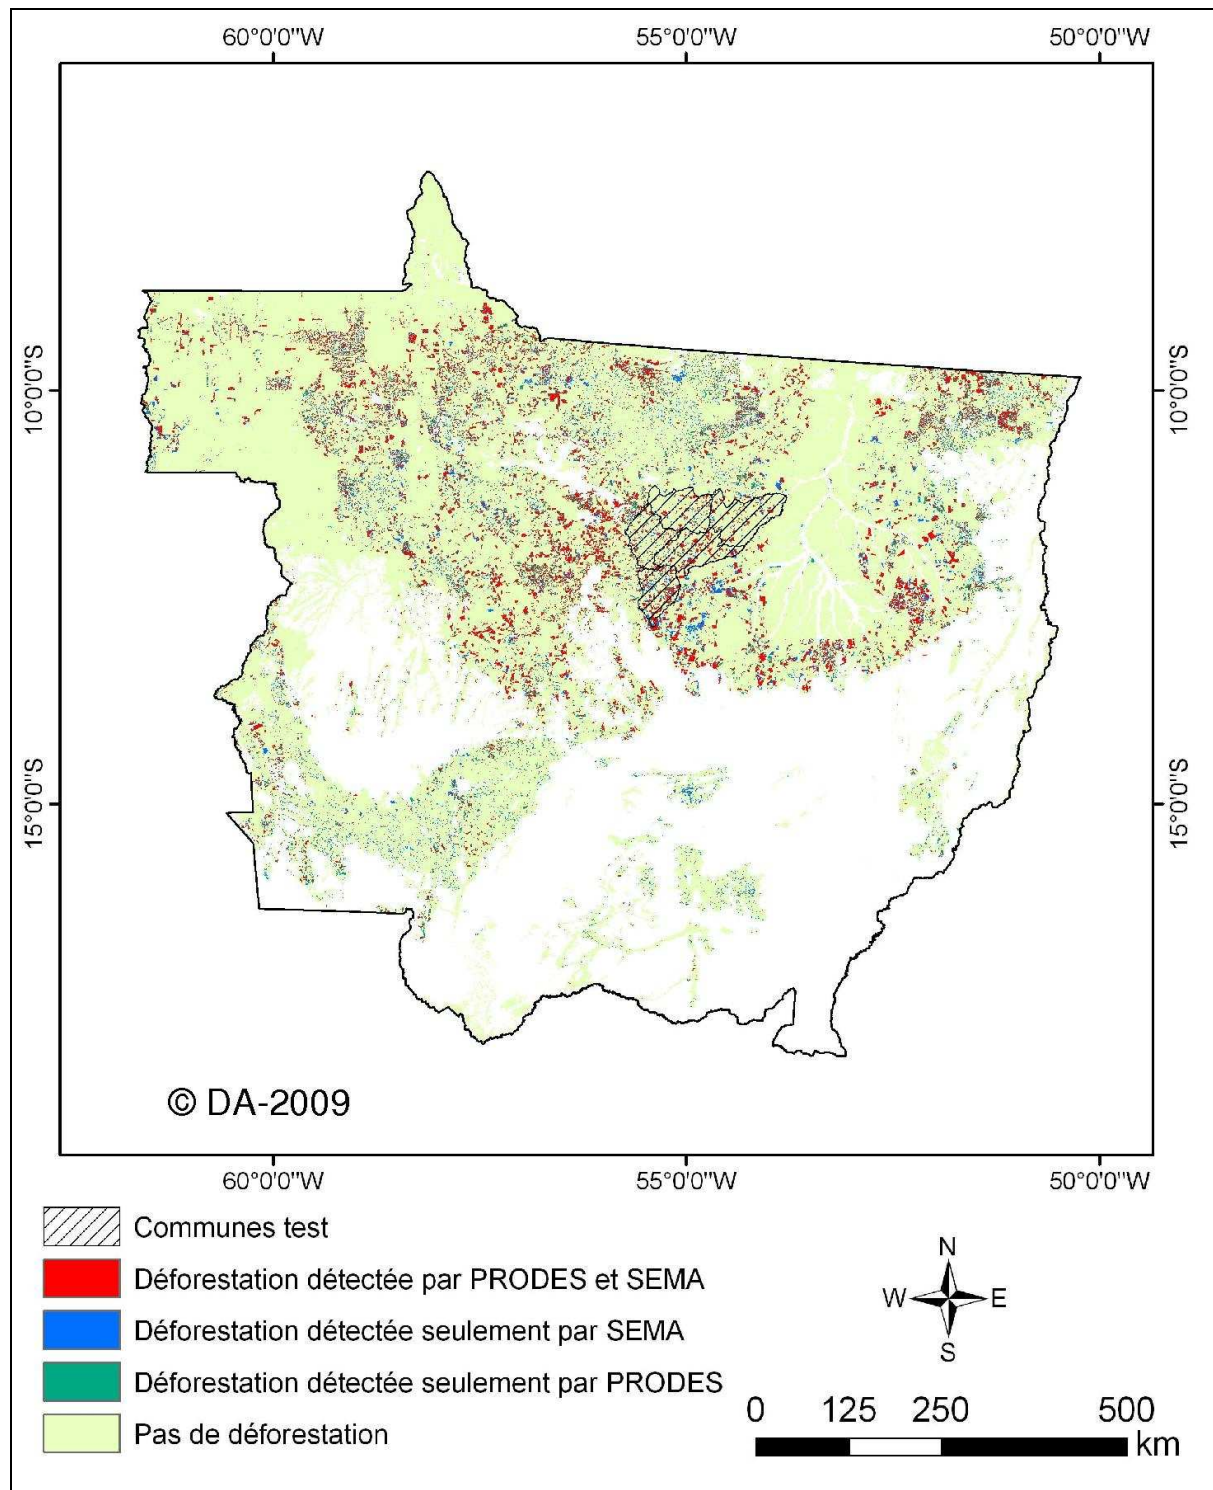 60°0'0"W 55°0'0"W 50°0'0"W
10°0'0"S 10°0'0"S
15°0'0"S 15°0'0"S
© DA-2009
60°0'0"W 55°0'0"W 50°0'0"W
Communes test
Déforestation détectée par PRODES et SEMA
Déforestation détectée seulement par SEMA
Déforestation détectée seulement par PRODES
Pas de déforestation
N
W E
S
0 125 250 500
km